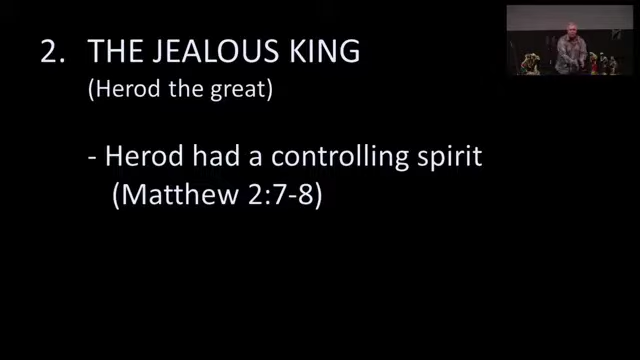 2. THE JEALOUS KING
(Herod the great)
- Herod had a controlling spirit
(Matthew 2:7-8)